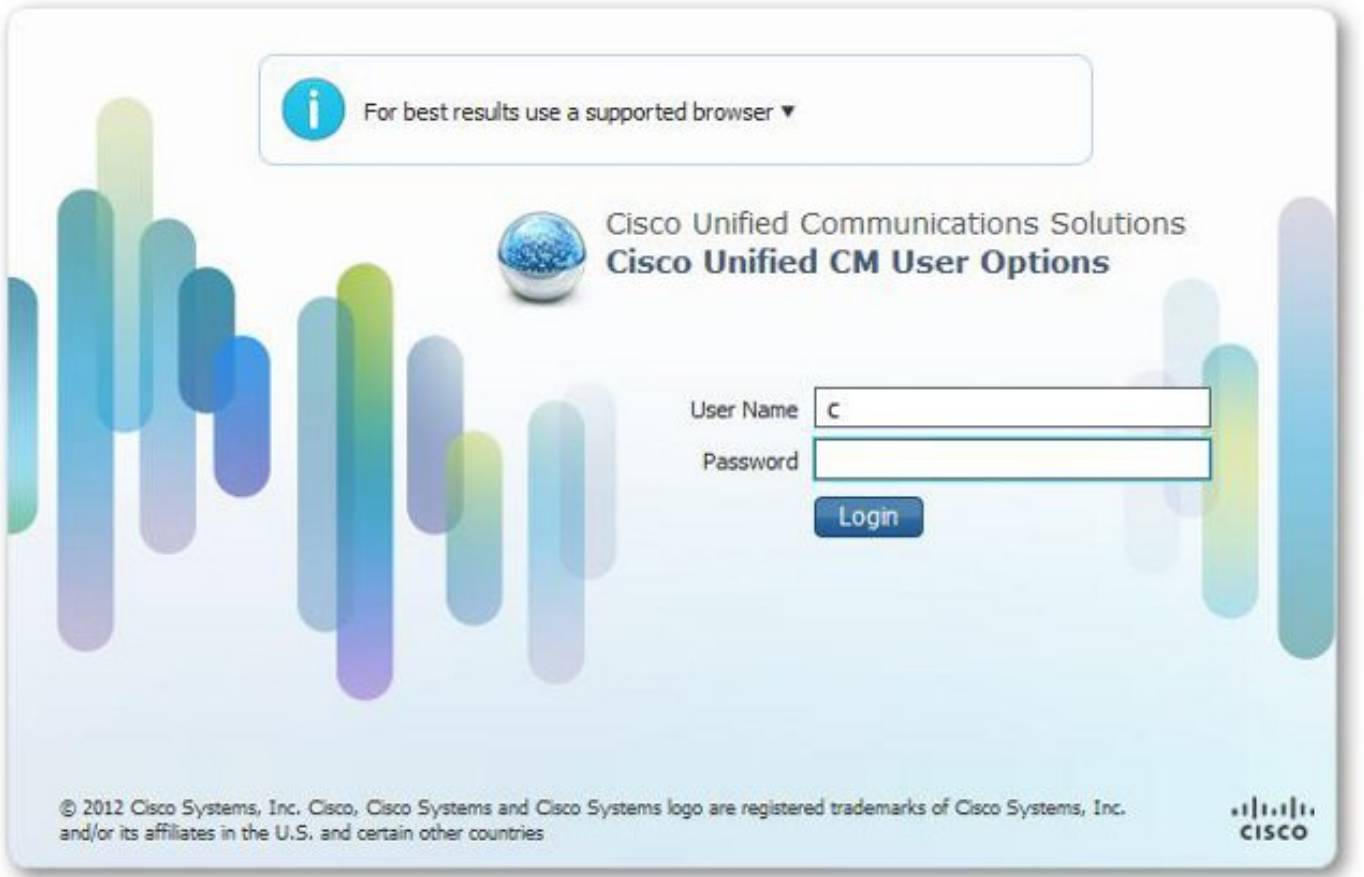 For best results use a supported browser ▼
Cisco Unified Communications Solutions
Cisco Unified CM User Options
User Name c
Password
Login
© 2012 Cisco Systems, Inc. Cisco, Cisco Systems and Cisco Systems logo are registered trademarks of Cisco Systems, Inc.
and/or its affiliates in the U.S. and certain other countries
CISCO